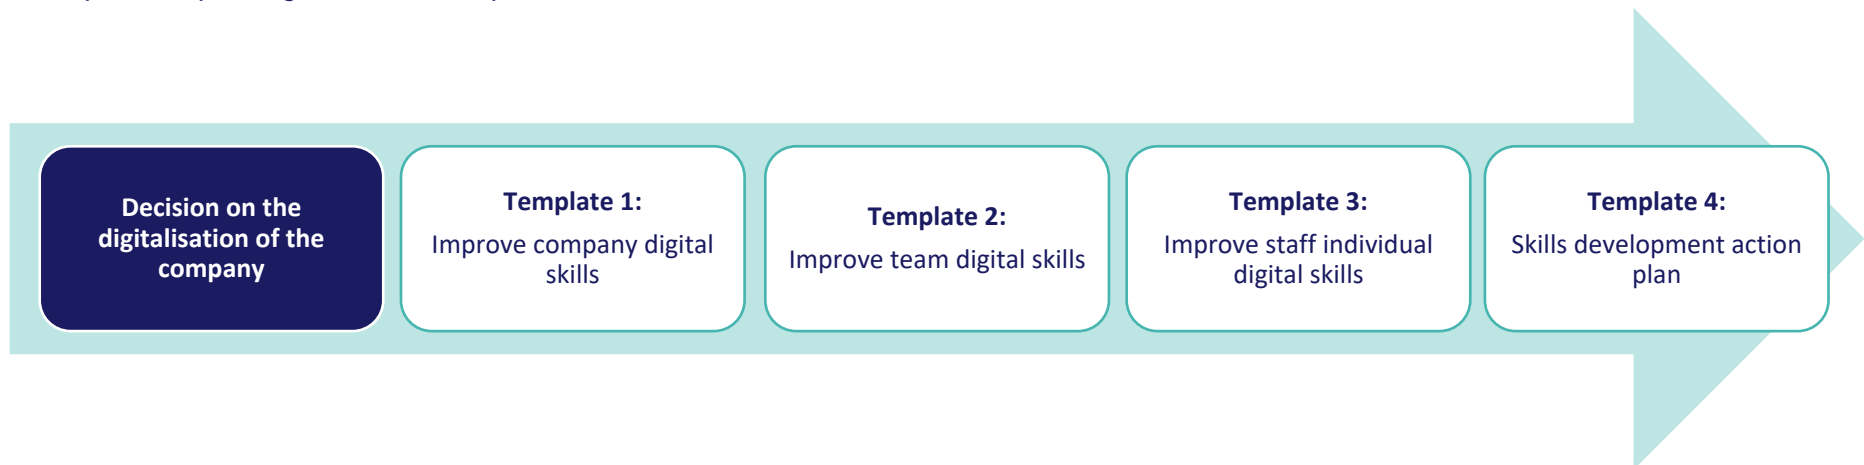 Decision on the
digitalisation of the
company
Template 1:
Improve company digital
skills
Template 2:
Improve team digital skills
Template 3:
Improve staff individual
digital skills
Template 4:
Skills development action
plan